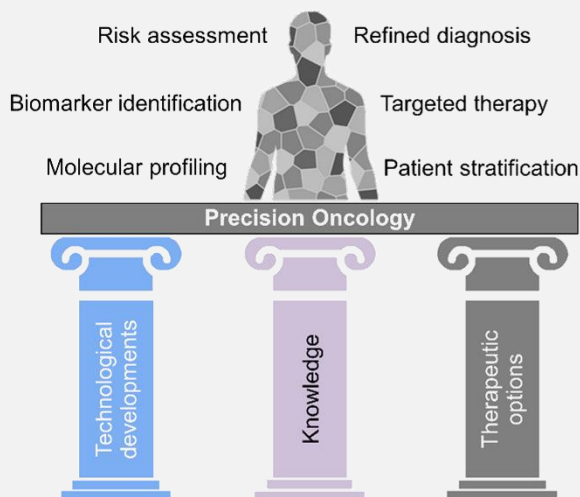 Risk assessment
Refined diagnosis
Biomarker identification
Targeted therapy
Molecular profiling
Patient stratification
Precision Oncology
Technological
developments
Knowledge
Therapeutic
options